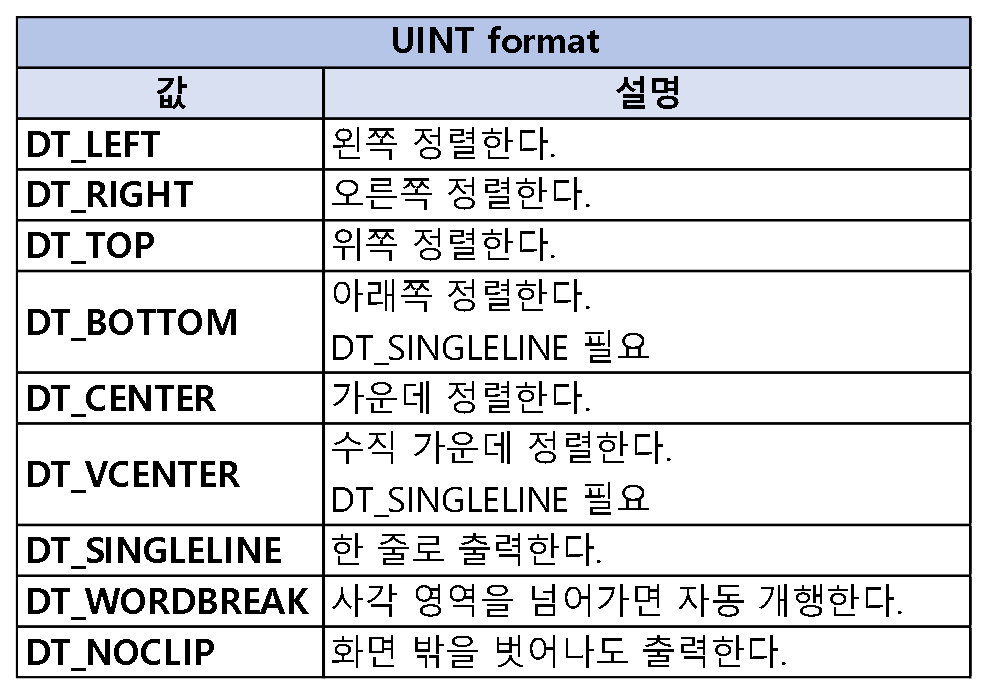 UINT format
값 설명
DT_LEFT 왼쪽 정렬한다.
DT_RIGHT 오른쪽 정렬한다.
DT_TOP 위쪽 정렬한다.
DT_BOTTOM 아래쪽 정렬한다.
DT_SINGLELINE 필요
DT_CENTER 가운데 정렬한다.
DT_VCENTER 수직 가운데 정렬한다.
DT_SINGLELINE 필요
DT_SINGLELINE 한 줄로 출력한다.
DT_WORDBREAK 사각 영역을 넘어가면 자동 개행한다.
DT_NOCLIP 화면 밖을 벗어나도 출력한다.